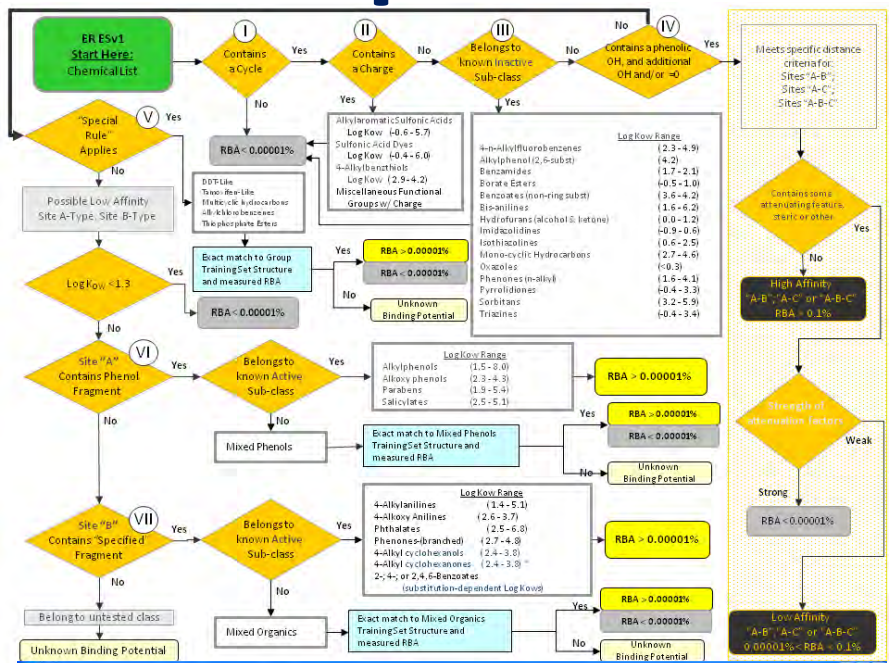 ER ESv1
Start Here:
Chemical List
I
Contains
a Cycle
Yes
No
II
Contains
a Charge
No
Yes
III
Belongs to
known Inactive
Sub-class
No
Yes
IV
Contains a phenolic
OH, and additional
OH and/or =O
No
Yes
Meets specific distance
criteria for:
Sites "A-B";
Sites "A-C";
Sites "A-B-C"
RBA < 0.00001%
Alkylaromatic Sulfonic Acids
Log Kow (-0.6 - 5.7)
Sulfonic Acid Dyes
Log Kow (-0.4 - 6.0)
4-Alkylbenzthiols
Log Kow (2.9 - 4.2)
Miscellaneous Functional
Groups w/ Charge
Log Kow Range
4-n-Alkylfluorobenzenes (2.3 - 4.9)
Alkylphenol (2,6-subst) (4.2)
Benzamides (1.7 - 2.1)
Borate Esters (-0.5 - 1.0)
Benzoates (non-ring subst) (3.6 - 4.2)
Bis-anilines (1.6 - 6.2)
Hydrofurans (alcohol & ketone) (0.0 - 1.2)
Imidazolidines (-0.9 - 0.6)
Isothiazolines (0.6 - 2.5)
Mono-cyclic Hydrocarbons (2.7 - 4.6)
Oxazoles (<0.3)
Phenones (n-alkyl) (1.6 - 4.1)
Pyrrolidiones (-0.4 - 3.3)
Sorbitans (3.2 - 5.9)
Triazines (-0.4 - 3.4)
V
"Special
Rule"
Applies
Yes
No
DDT-Like
Tamoxifen-Like
Multicyclic hydrocarbons
Alkylchlorobenzenes
Thiophosphate Esters
Possible Low Affinity
Site A-Type, Site B-Type
Exact match to Group
Training Set Structure
and measured RBA
Yes
No
RBA > 0.00001%
RBA < 0.00001%
Unknown
Binding Potential
Contains some
attenuating feature,
steric or other
No
High Affinity
"A-B"; "A-C" or "A-B-C"
RBA > 0.1%
Yes
Log Kow <1.3
Yes
No
RBA < 0.00001%
Site "A"
Contains Phenol
Fragment
VI
Yes
No
Belongs to
known Active
Sub-class
Yes
No
Log Kow Range
Alkylphenols (1.5 - 8.0)
Alkoxy phenols (2.3 - 4.3)
Parabens (1.9 - 5.4)
Salicylates (2.5 - 5.1)
RBA > 0.00001%
Mixed Phenols
Exact match to Mixed Phenols
Training Set Structure and
measured RBA
Yes
No
RBA > 0.00001%
RBA < 0.00001%
Unknown
Binding Potential
Strength of
attenuation factors
Weak
Strong
RBA < 0.00001%
Site "B"
Contains "Specified"
Fragment
VII
Yes
No
Belongs to
known Active
Sub-class
Yes
No
Log Kow Range
4-Alkylanilines (1.4 - 5.1)
4-Alkoxy Anilines (2.6 - 3.7)
Phthalates (2.5 - 6.8)
Phenones-(branched) (2.7 - 4.8)
4-Alkyl cyclohexanols (2.4 - 3.8)
4-Alkyl cyclohexanones (2.4 - 3.8)
2-; 4-; or 2,4,6-Benzoates
(substitution-dependent Log Kows)
RBA > 0.00001%
Belong to untested class
Unknown Binding Potential
Mixed Organics
Exact match to Mixed Organics
Training Set Structure and
measured RBA
Yes
No
RBA > 0.00001%
RBA < 0.00001%
Unknown
Binding Potential
Low Affinity
"A-B", "A-C" or "A-B-C"
0.00001% < RBA < 0.1%